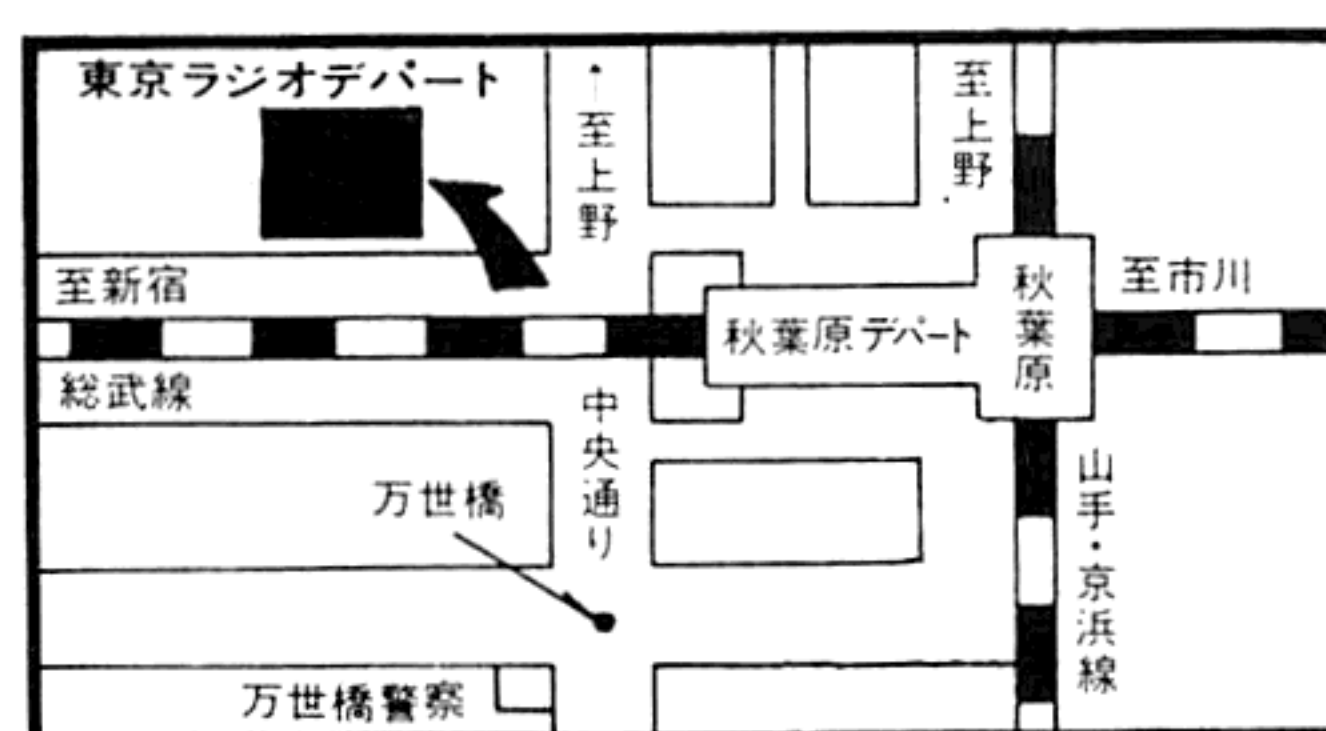 東京ラジオデパート
↑至上野
至上野
至新宿
秋葉原
至市川
秋葉原デパート
総武線
中央通り
万世橋
山手・京浜線
万世橋警察